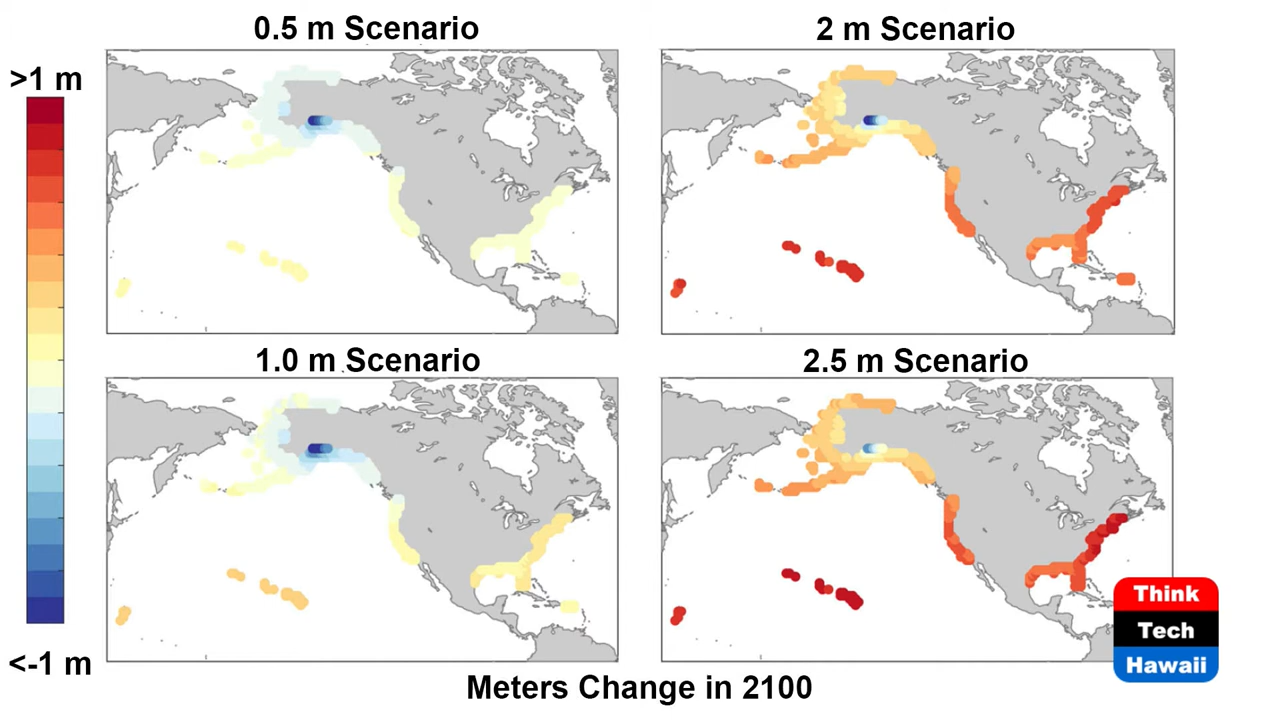 0.5 m Scenario
2 m Scenario
>1 m
1.0 m Scenario
2.5 m Scenario
<-1 m
Meters Change in 2100
Think
Tech
Hawaii